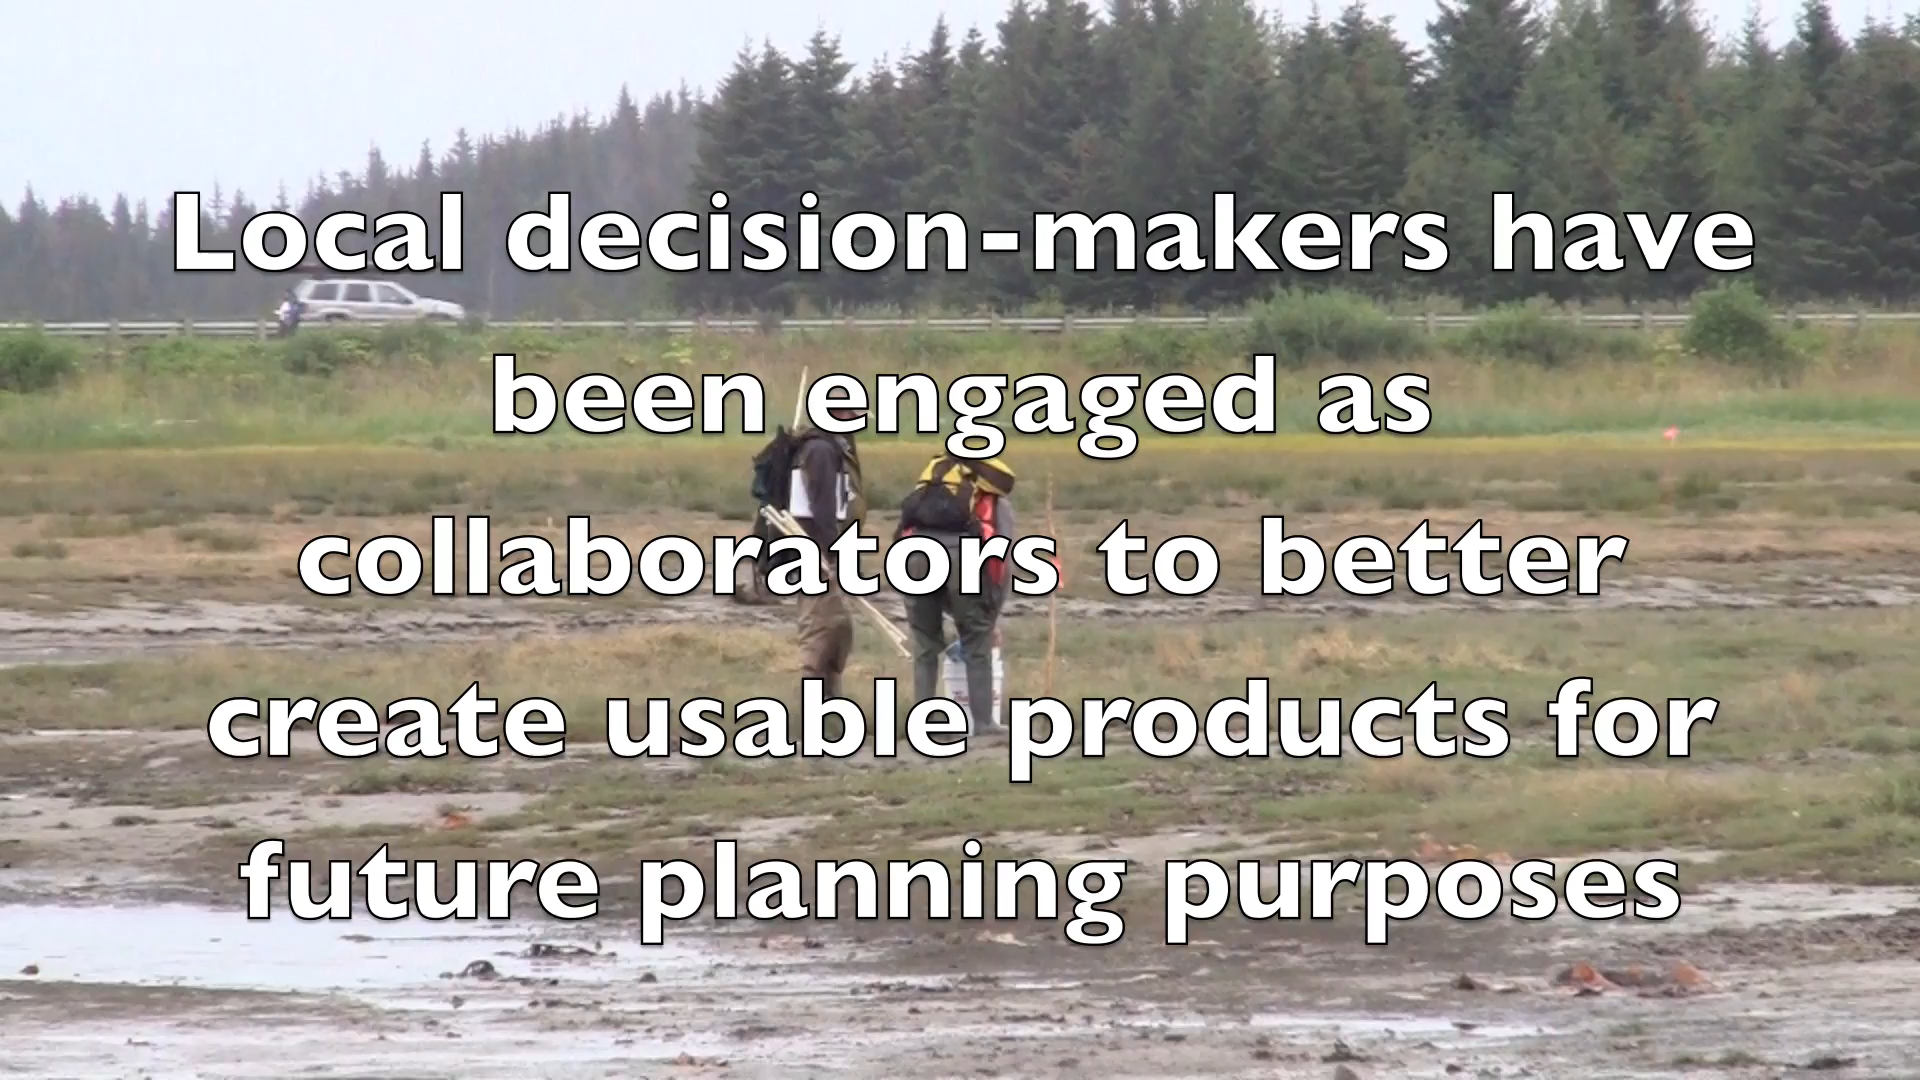 Local decision-makers have
been engaged as
collaborators to better
create usable products for
future planning purposes